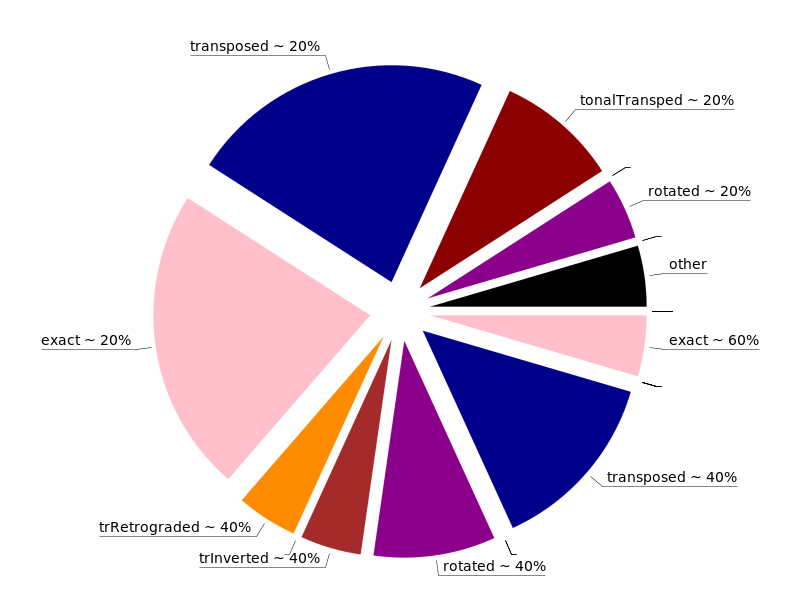 transposed ~ 20%
tonalTransped ~ 20%
rotated ~ 20%
other
exact ~ 20%
exact ~ 60%
transposed ~ 40%
trRetrograded ~ 40%
trInverted ~ 40%
rotated ~ 40%